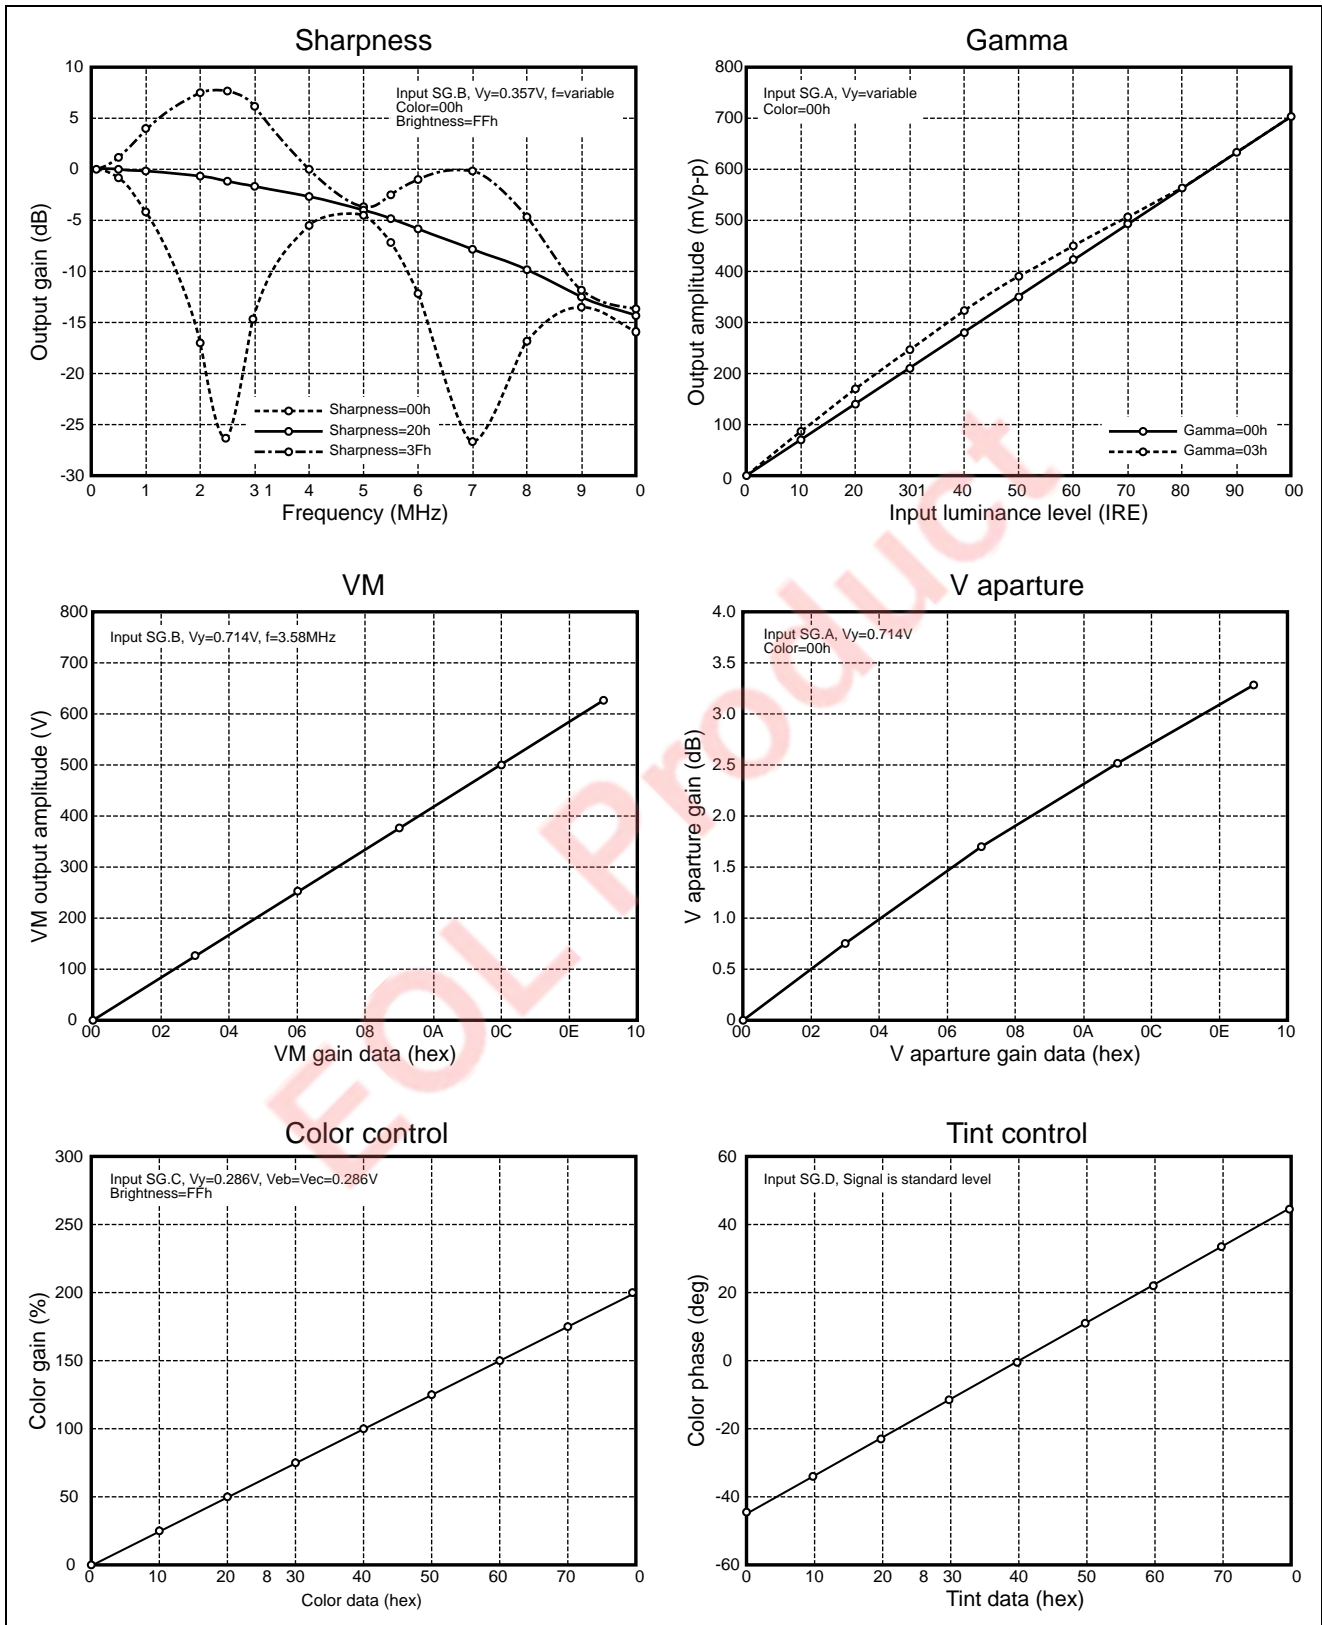 Sharpness
10
5
0
-5
-10
-15
-20
-25
-30
Output gain (dB)
Input SG.B, Vy=0.357V, f=variable
Color=00h
Brightness=FFh
Sharpness=00h
Sharpness=20h
Sharpness=3Fh
0 1 2 3 1 4 5 6 7 8 9 0
Frequency (MHz)
Gamma
800
700
600
500
400
300
200
100
0
Output amplitude (mVp-p)
Input SG.A, Vy=variable
Color=00h
Gamma=00h
Gamma=03h
0 10 20 301 40 50 60 70 80 90 00
Input luminance level (IRE)
VM
800
700
600
500
400
300
200
100
0
VM output amplitude (V)
Input SG.B, Vy=0.714V, f=3.58MHz
00 02 04 06 08 0A 0C 0E 10
VM gain data (hex)
V aparture
4.0
3.5
3.0
2.5
2.0
1.5
1.0
0.5
0
V aparture gain (dB)
Input SG.A, Vy=0.714V
Color=00h
00 02 04 06 08 0A 0C 0E 10
V aparture gain data (hex)
Color control
300
250
200
150
100
50
0
Color gain (%)
Input SG.C, Vy=0.286V, Veb=Vec=0.286V
Brightness=FFh
0 10 20 8 30 40 50 60 70 0
Color data (hex)
Tint control
60
40
20
0
-20
-40
-60
Color phase (deg)
Input SG.D, Signal is standard level
0 10 20 8 30 40 50 60 70 0
Tint data (hex)
EOL Product